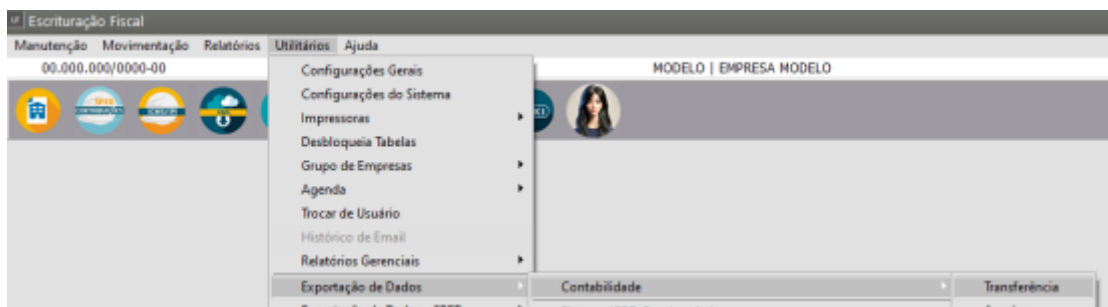 Escrituração Fiscal
Manutenção Movimentação Relatórios Utilitários Ajuda
00.000.000/0000-00 MODELO | EMPRESA MODELO
Configurações Gerais
Configurações do Sistema
Impressoras
Desbloqueia Tabelas
Grupo de Empresas
Agenda
Trocar de Usuário
Histórico de Email
Relatórios Gerenciais
Exportação de Dados Contabilidade Transferência